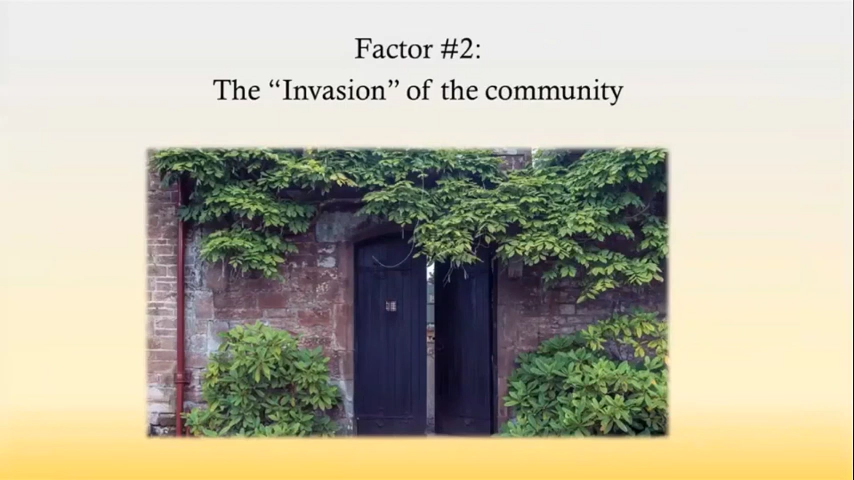 Factor #2:
The “Invasion” of the community